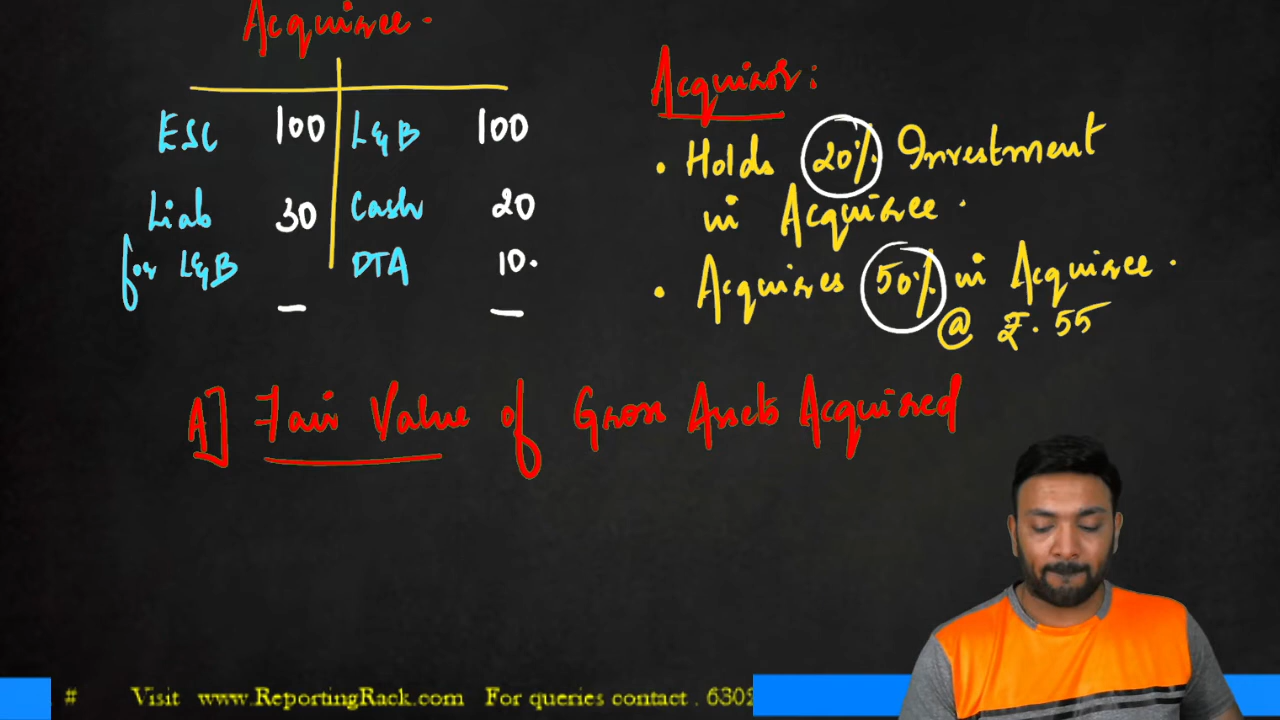 Acquiree.
ESC 100 L&B 100
Liab 30 Cash 20
for L&B DTA 10.
Acquiror:
• Holds 20% Investment
in Acquiree.
• Acquires 50% in Acquiree.
@ ₹. 55
A] Fair Value of Gross Assets Acquired
# Visit www.ReportingRack.com For queries contact . 6302